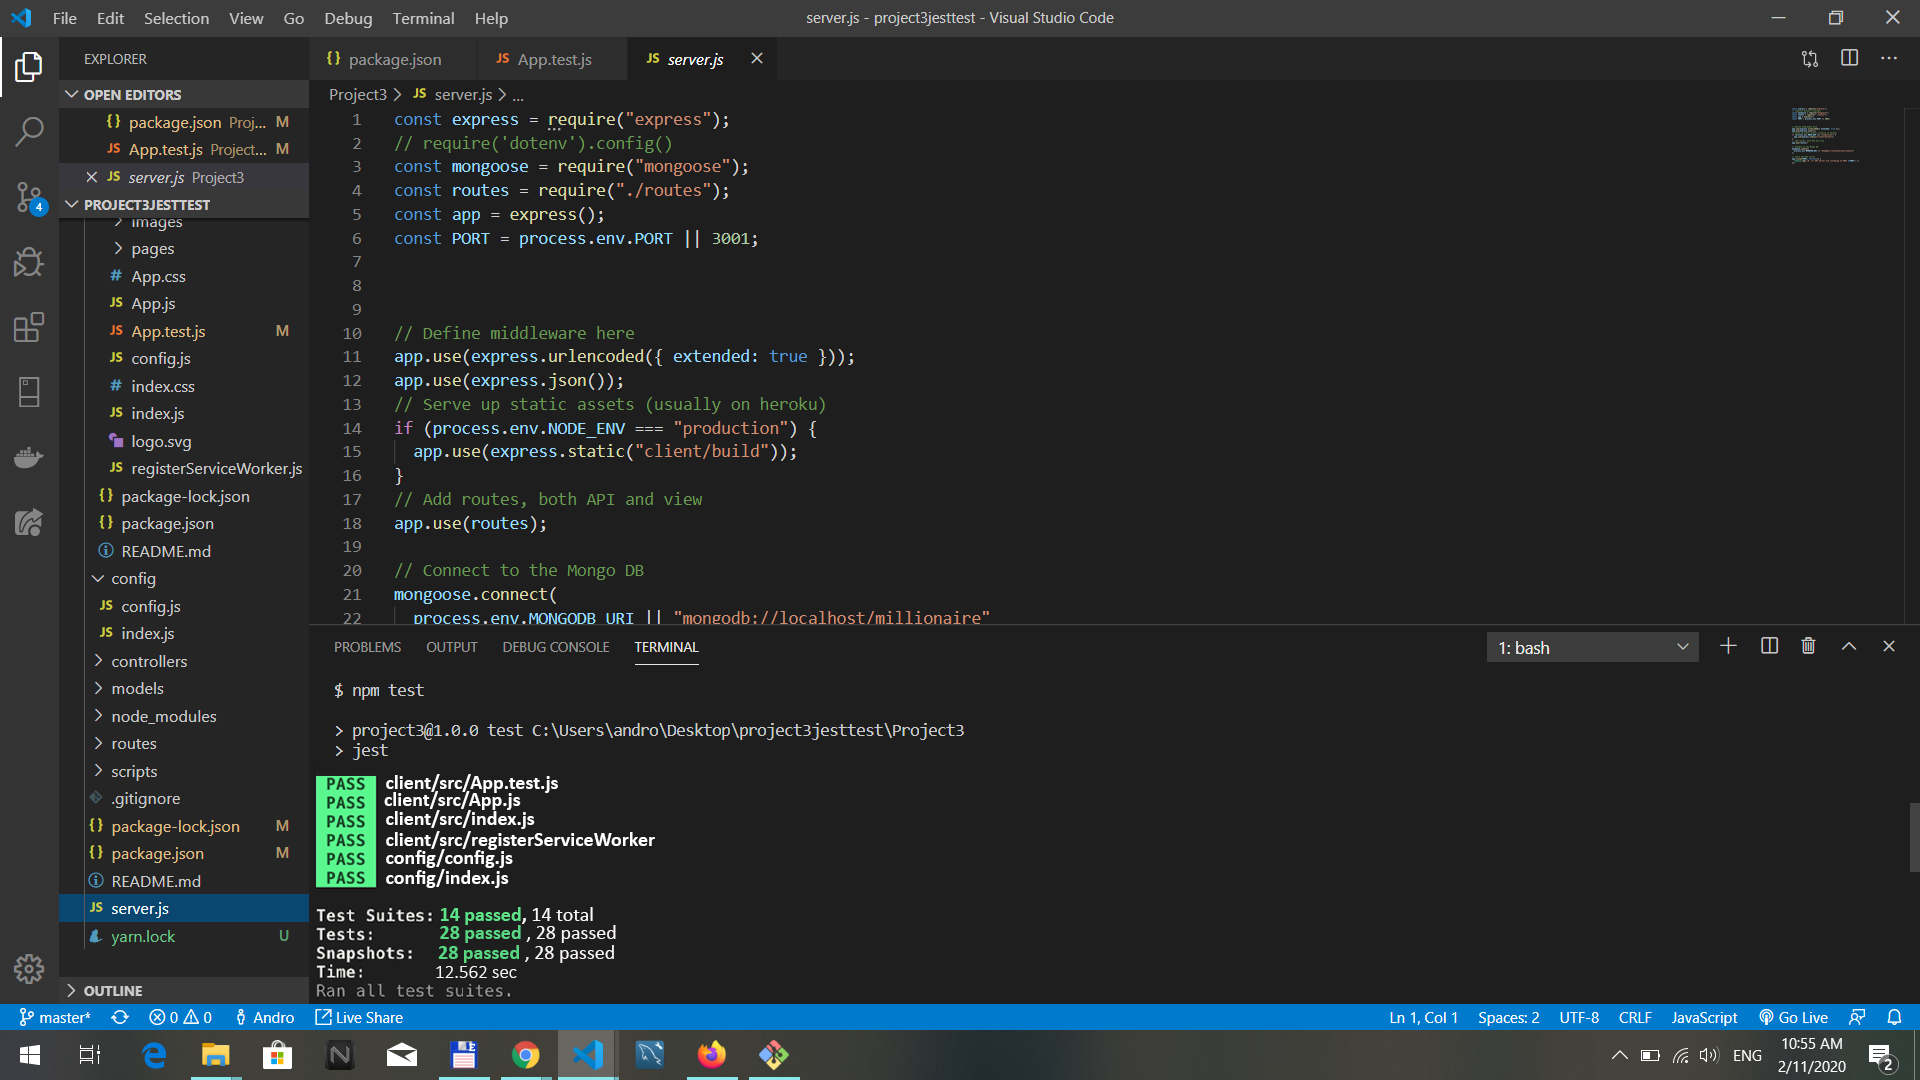 File Edit Selection View Go Debug Terminal Help
server.js - project3jesttest - Visual Studio Code
EXPLORER
OPEN EDITORS
package.json Proj... M
App.test.js Project... M
server.js Project3
PROJECT3JESTTEST
images
pages
App.css
App.js
App.test.js M
config.js
index.css
index.js
logo.svg
registerServiceWorker.js
package-lock.json
package.json
README.md
config
config.js
index.js
controllers
models
node_modules
routes
scripts
.gitignore
package-lock.json M
package.json M
README.md
server.js
yarn.lock U
OUTLINE
4
package.json
App.test.js
server.js
Project3 > JS server.js > ...
1 const express = require("express");
2 // require('dotenv').config()
3 const mongoose = require("mongoose");
4 const routes = require("./routes");
5 const app = express();
6 const PORT = process.env.PORT || 3001;
7
8
9
10 // Define middleware here
11 app.use(express.urlencoded({ extended: true }));
12 app.use(express.json());
13 // Serve up static assets (usually on heroku)
14 if (process.env.NODE_ENV === "production") {
15 app.use(express.static("client/build"));
16 }
17 // Add routes, both API and view
18 app.use(routes);
19
20 // Connect to the Mongo DB
21 mongoose.connect(
22 process.env.MONGODB_URI || "mongodb://localhost/millionaire"
PROBLEMS OUTPUT DEBUG CONSOLE TERMINAL
1: bash
$ npm test
> project3@1.0.0 test C:\Users\andro\Desktop\project3jesttest\Project3
> jest
PASS client/src/App.test.js
PASS client/src/App.js
PASS client/src/index.js
PASS client/src/registerServiceWorker
PASS config/config.js
PASS config/index.js
Test Suites: 14 passed, 14 total
Tests: 28 passed , 28 passed
Snapshots: 28 passed , 28 passed
Time: 12.562 sec
Ran all test suites.
master* 0 0 Andro Live Share
Ln 1, Col 1 Spaces: 2 UTF-8 CRLF JavaScript Go Live
ENG
10:55 AM
2/11/2020
2